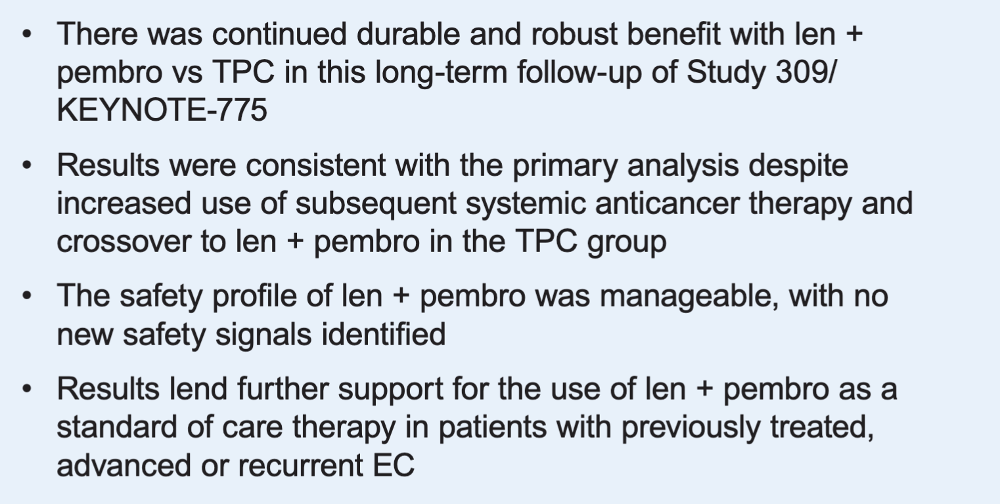 • There was continued durable and robust benefit with len +
pembro vs TPC in this long-term follow-up of Study 309/
KEYNOTE-775
• Results were consistent with the primary analysis despite
increased use of subsequent systemic anticancer therapy and
crossover to len + pembro in the TPC group
• The safety profile of len + pembro was manageable, with no
new safety signals identified
• Results lend further support for the use of len + pembro as a
standard of care therapy in patients with previously treated,
advanced or recurrent EC